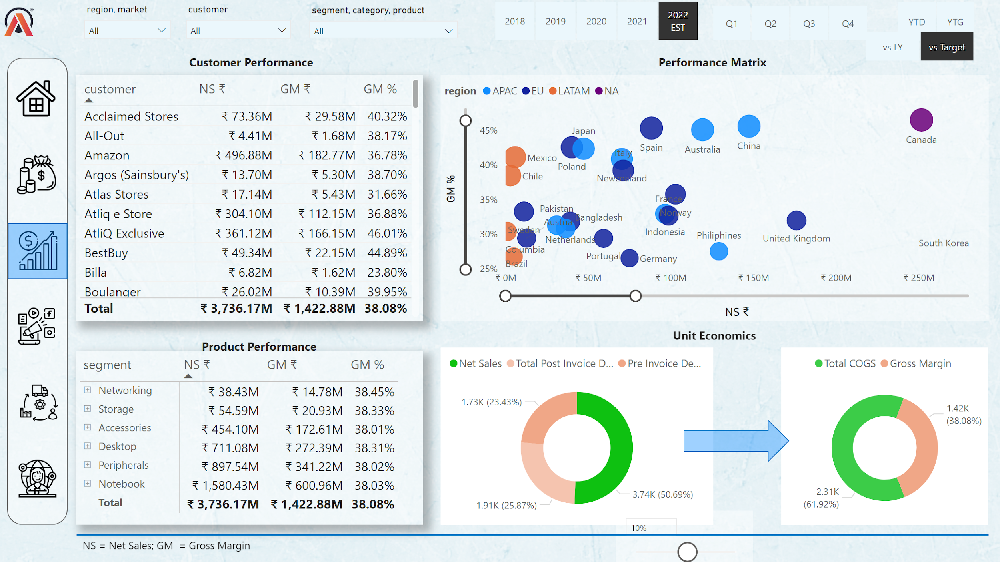 region, market
customer
segment, category, product
All
All
All
2018
2019
2020
2021
2022
EST
Q1
Q2
Q3
Q4
YTD
YTG
vs LY
vs Target
Customer Performance
customer NS ₹ GM ₹ GM %
Acclaimed Stores ₹ 73.36M ₹ 29.58M 40.32%
All-Out ₹ 4.41M ₹ 1.68M 38.17%
Amazon ₹ 496.88M ₹ 182.77M 36.78%
Argos (Sainsbury's) ₹ 13.70M ₹ 5.30M 38.70%
Atlas Stores ₹ 17.14M ₹ 5.43M 31.66%
Atliq e Store ₹ 304.10M ₹ 112.15M 36.88%
AtliQ Exclusive ₹ 361.12M ₹ 166.15M 46.01%
BestBuy ₹ 49.34M ₹ 22.15M 44.89%
Billa ₹ 6.82M ₹ 1.62M 23.80%
Boulanger ₹ 26.02M ₹ 10.39M 39.95%
Total ₹ 3,736.17M ₹ 1,422.88M 38.08%
Performance Matrix
region APAC EU LATAM NA
GM %
45%
40%
35%
30%
25%
Japan
Spain
Australia
China
Canada
Mexico
Italy
Poland
Chile
Newzealand
France
Pakistan
Norway
Bangladesh
Austria
Sweden
Indonesia
Philiphines
United Kingdom
Netherlands
South Korea
Columbia
Portugal
Germany
Brazil
₹ 0M ₹ 50M ₹ 100M ₹ 150M ₹ 200M ₹ 250M
NS ₹
Product Performance
segment NS ₹ GM ₹ GM %
Networking ₹ 38.43M ₹ 14.78M 38.45%
Storage ₹ 54.59M ₹ 20.93M 38.33%
Accessories ₹ 454.10M ₹ 172.61M 38.01%
Desktop ₹ 711.08M ₹ 272.39M 38.31%
Peripherals ₹ 897.54M ₹ 341.22M 38.02%
Notebook ₹ 1,580.43M ₹ 600.96M 38.03%
Total ₹ 3,736.17M ₹ 1,422.88M 38.08%
Unit Economics
Net Sales Total Post Invoice D... Pre Invoice De...
1.73K (23.43%)
3.74K (50.69%)
1.91K (25.87%)
Total COGS Gross Margin
1.42K
(38.08%)
2.31K
(61.92%)
10%
NS = Net Sales; GM = Gross Margin